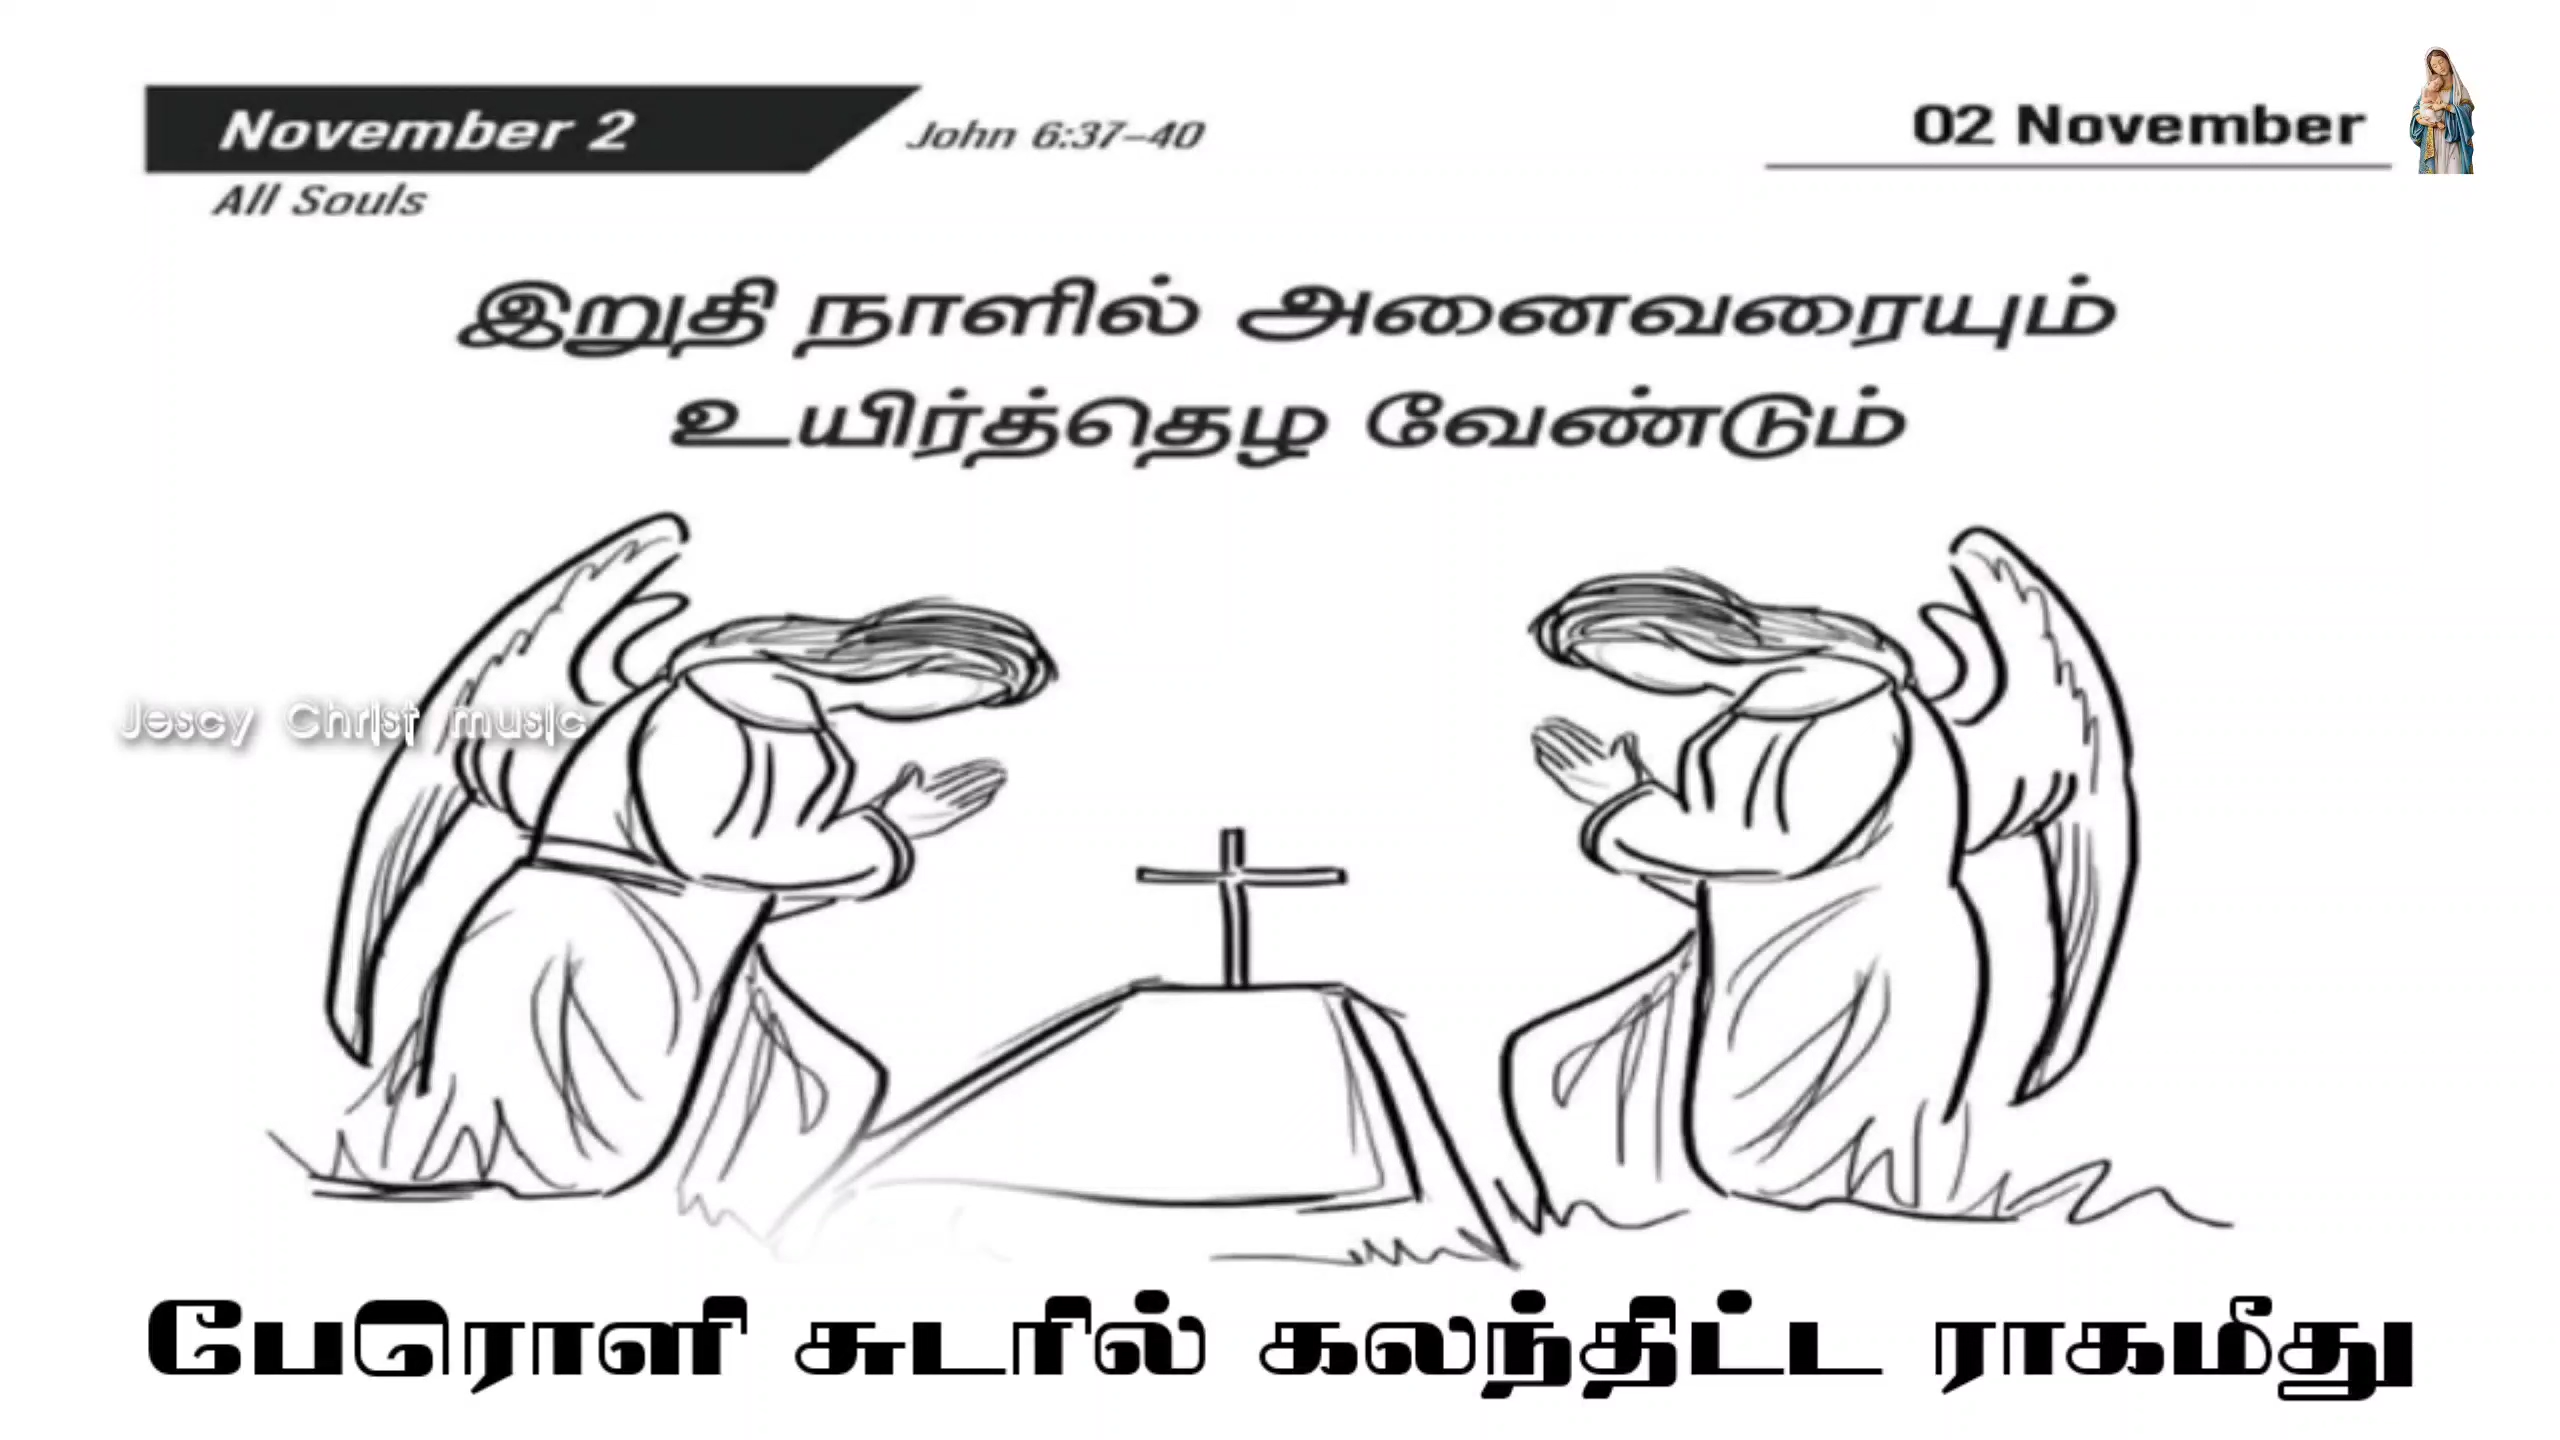 November 2
John 6:37–40
02 November
All Souls
இறுதி நாளில் அனைவரையும்
உயிர்த்தெழ வேண்டும்
Jescy Christ music
பேரொளி சுடரில் கலந்திட்ட ராகமீது